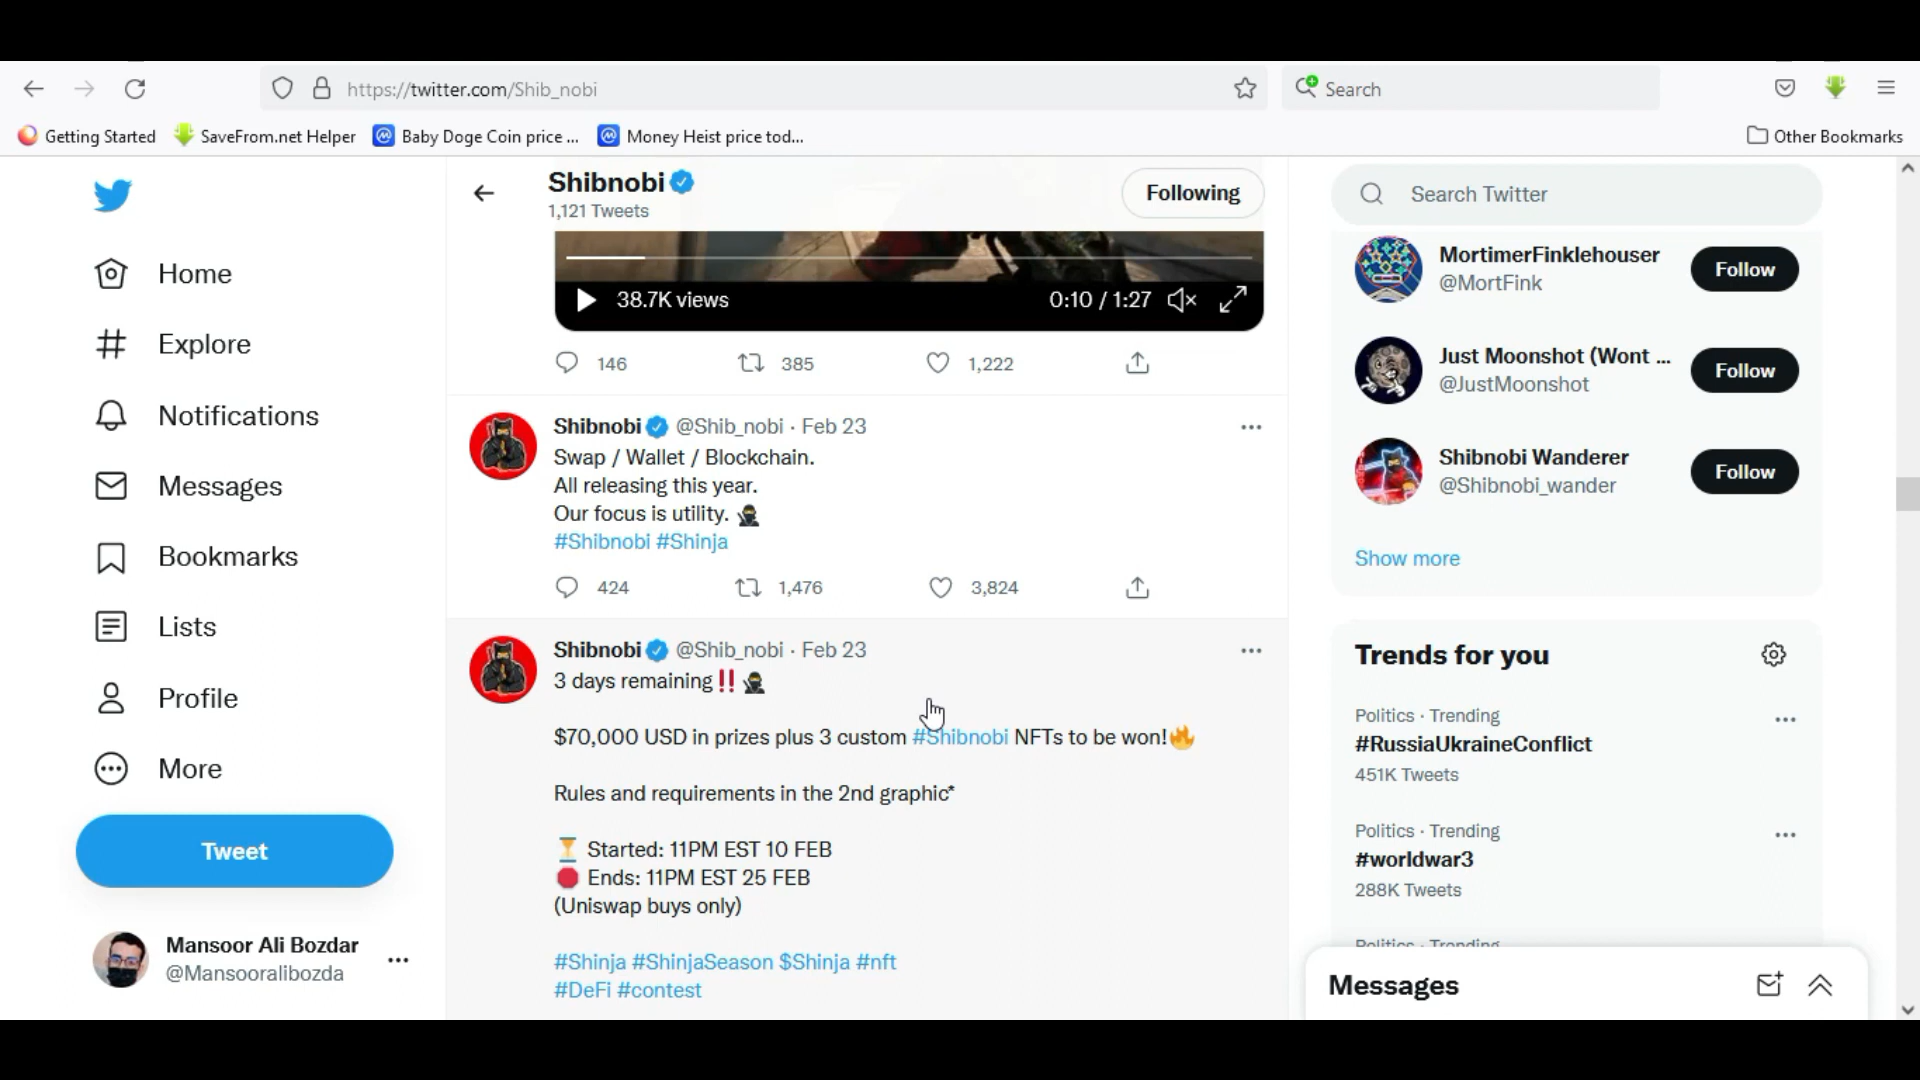 https://twitter.com/Shib_nobi
Search
Getting Started
SaveFrom.net Helper
Baby Doge Coin price ...
Money Heist price tod...
Other Bookmarks
Home
Explore
Notifications
Messages
Bookmarks
Lists
Profile
More
Tweet
Mansoor Ali Bozdar
@Mansooralibozda
Shibnobi
1,121 Tweets
Following
38.7K views
0:10 / 1:27
146 385 1,222
Shibnobi @Shib_nobi · Feb 23
Swap / Wallet / Blockchain.
All releasing this year.
Our focus is utility.
#Shibnobi #Shinja
424 1,476 3,824
Shibnobi @Shib_nobi · Feb 23
3 days remaining‼️
$70,000 USD in prizes plus 3 custom #Shibnobi NFTs to be won!🔥
Rules and requirements in the 2nd graphic*
⏳ Started: 11PM EST 10 FEB
🛑 Ends: 11PM EST 25 FEB
(Uniswap buys only)
#Shinja #ShinjaSeason $Shinja #nft
#DeFi #contest
Search Twitter
MortimerFinklehouser
@MortFink
Follow
Just Moonshot (Wont ...
@JustMoonshot
Follow
Shibnobi Wanderer
@Shibnobi_wander
Follow
Show more
Trends for you
Politics · Trending
#RussiaUkraineConflict
451K Tweets
Politics · Trending
#worldwar3
288K Tweets
Politics · Trending
Messages